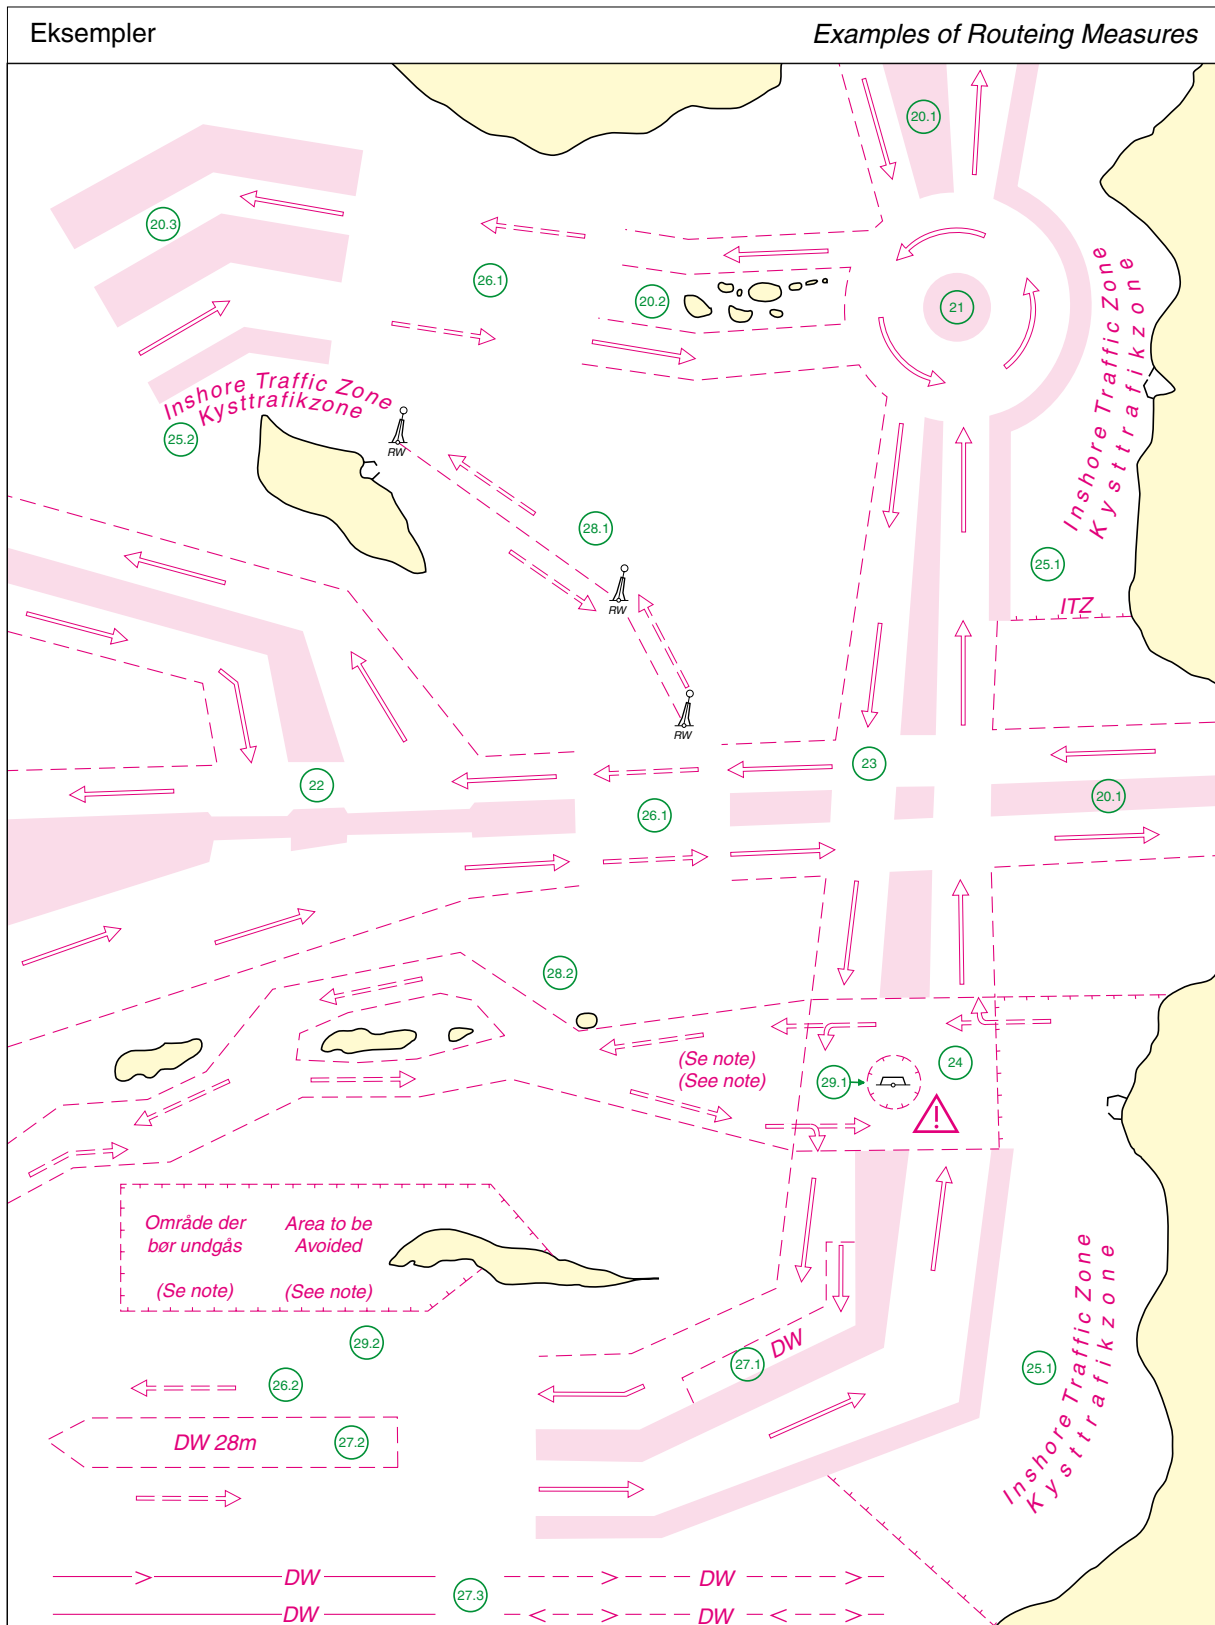 Eksempler
Examples of Routeing Measures
20.1
20.3
26.1
20.2
21
Inshore Traffic Zone
Kysttrafikzone
Inshore Traffic Zone
Kysttrafikzone
25.2
RW
28.1
25.1
ITZ
RW
RW
22
23
26.1
20.1
28.2
(Se note)
(See note)
29.1
24
Område der
bør undgås
(Se note)
Area to be
Avoided
(See note)
29.2
26.2
DW 28m
27.2
DW
27.1
25.1
Inshore Traffic Zone
Kysttrafikzone
DW
DW
27.3
DW
DW